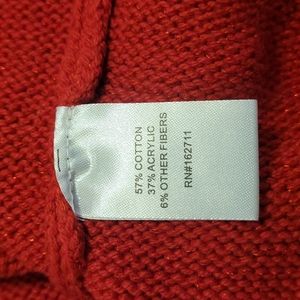 57% COTTON
37% ACRYLIC
6% OTHER FIBERS
RN#162711